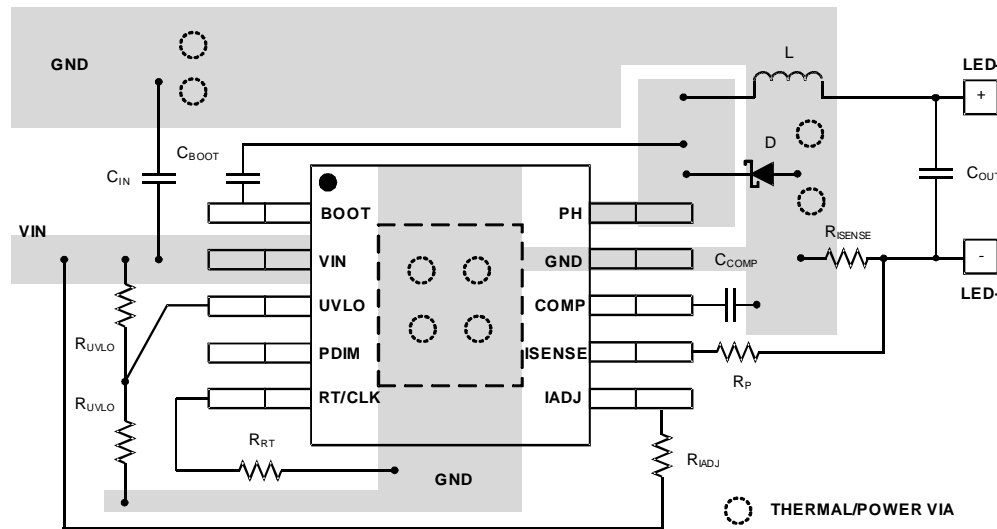 GND
L
LED-
+
CBOOT
D
CIN
COUT
BOOT
PH
VIN
RISENSE
VIN
GND
CCOMP
-
UVLO
COMP
LED-
RUVLO
PDIM
ISENSE
RP
RUVLO
RT/CLK
IADJ
RRT
RIADJ
GND
THERMAL/POWER VIA